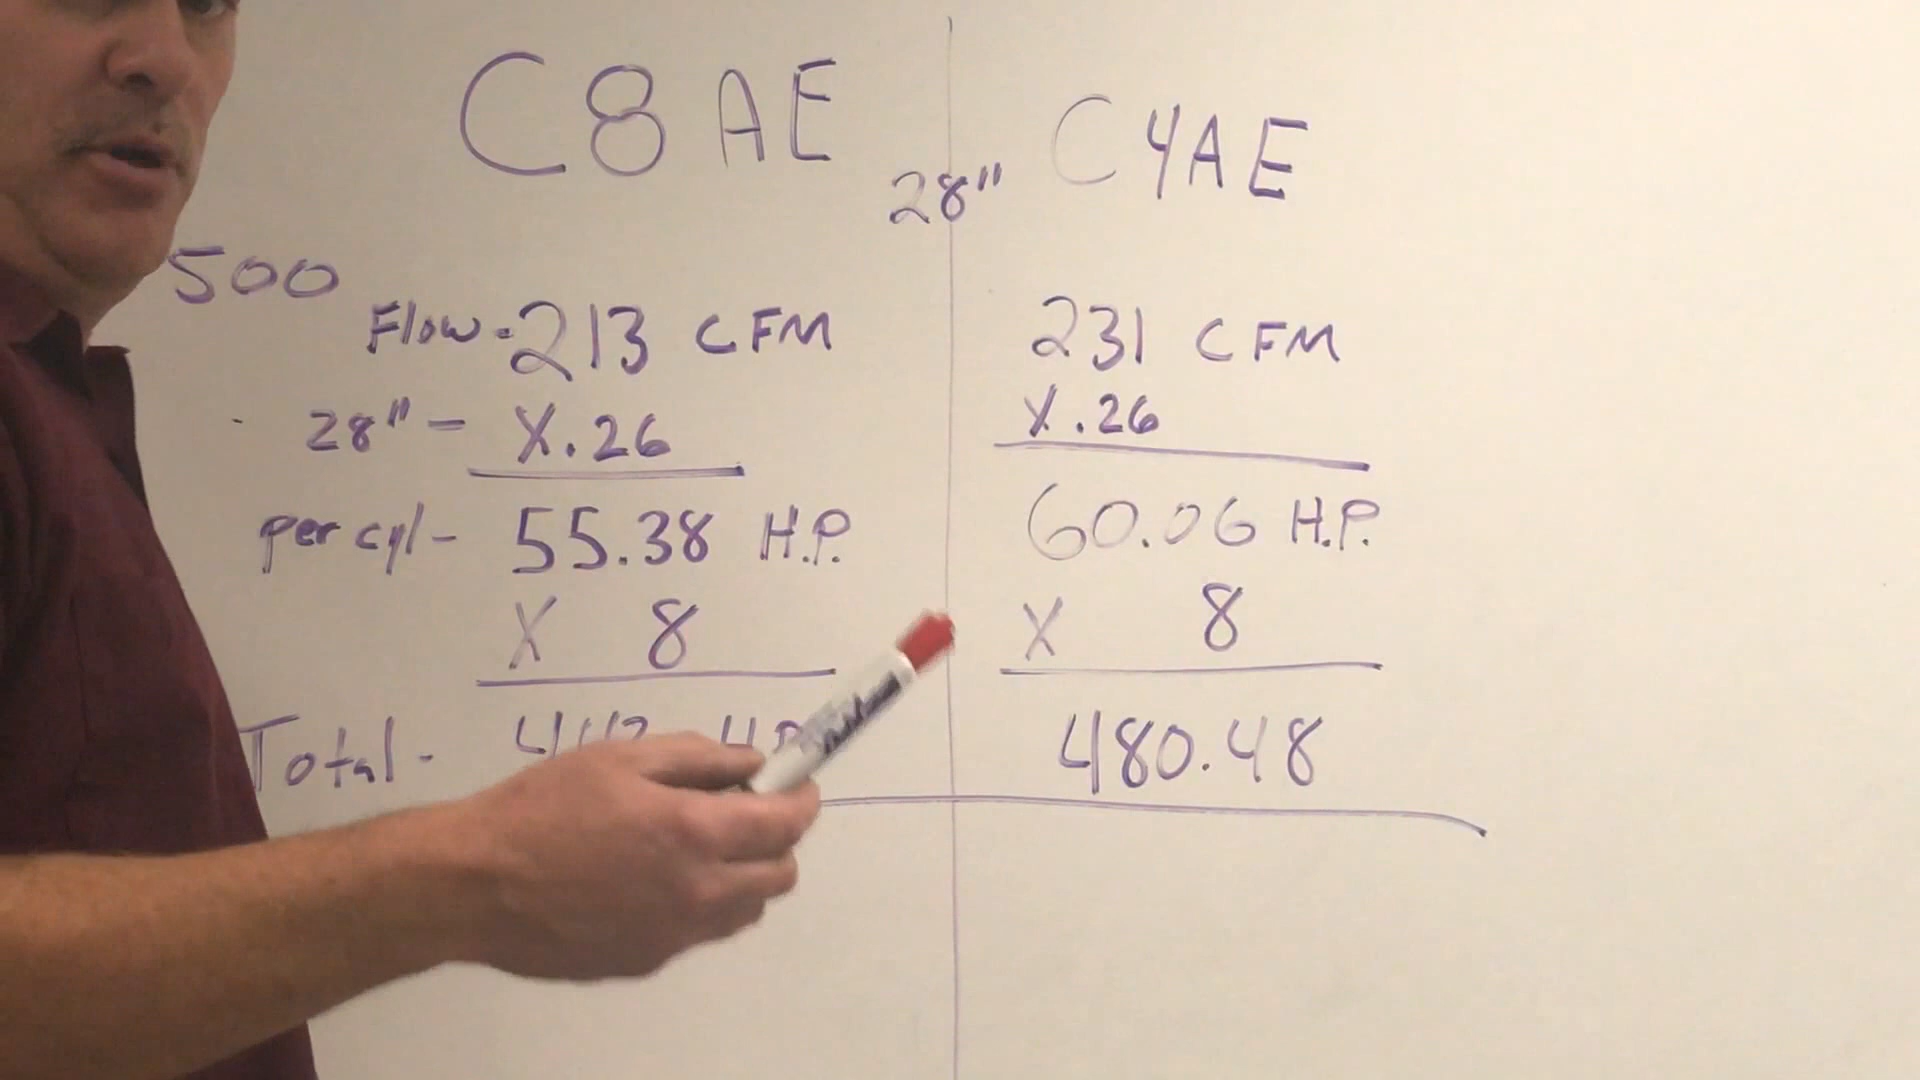 C8AE
C4AE
28"
500
Flow - 213 CFM
231 CFM
28" - X .26
X .26
per cyl - 55.38 H.P.
60.06 H.P.
X 8
X 8
Total -
480.48